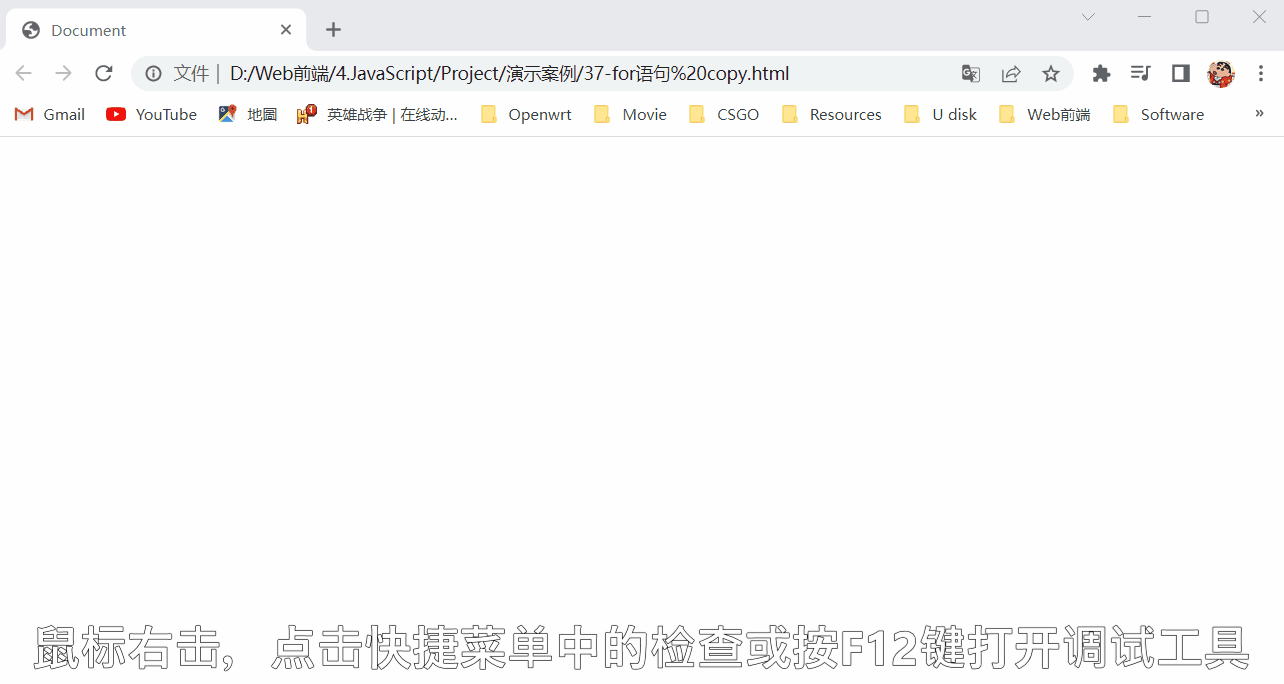 Document
文件 | D:/Web前端/4.JavaScript/Project/演示案例/37-for语句%20copy.html
Gmail YouTube 地圖 英雄战争 | 在线动... Openwrt Movie CSGO Resources U disk Web前端 Software »
鼠标右击，点击快捷菜单中的检查或按F12键打开调试工具